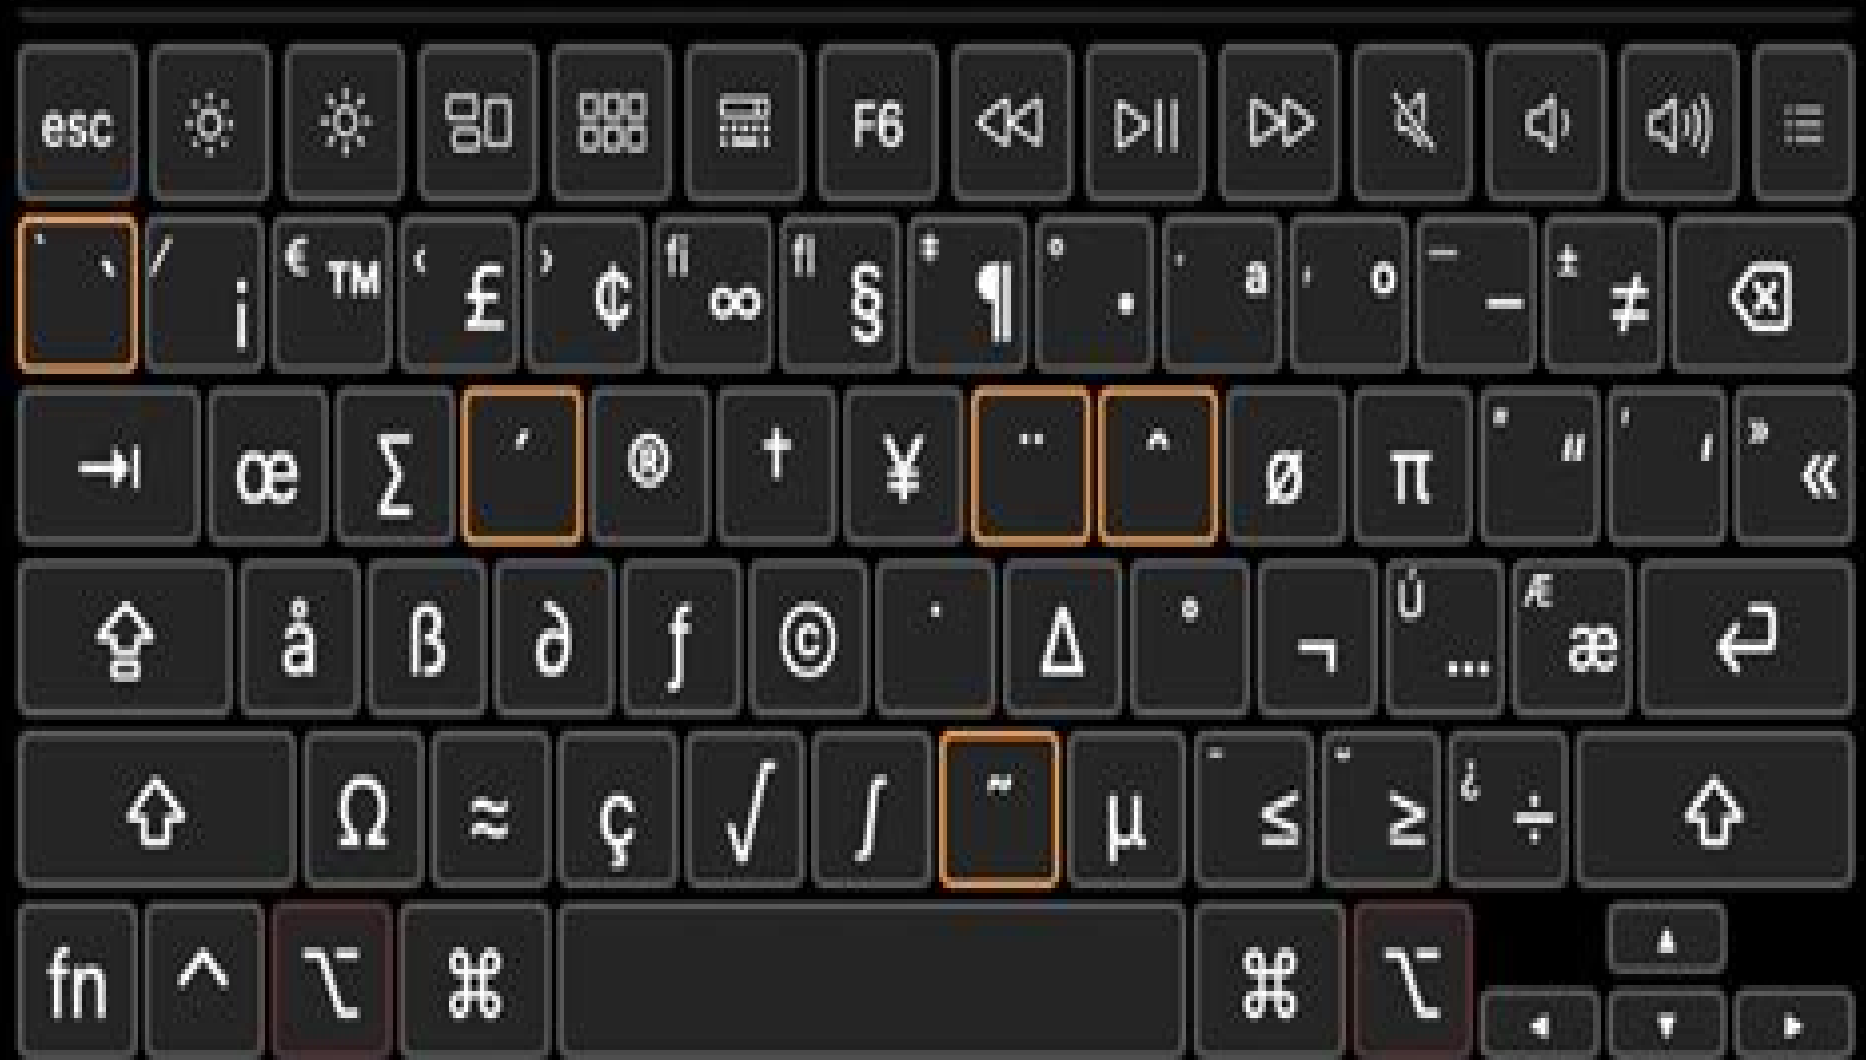 esc F6
` ` / ¡ € ™ ‹ £ › ¢ ﬁ ∞ ﬂ § ‡ ¶ ° • · ª ‚ º — – ± ≠
œ ∑ ´ ® † ¥ ¨ ˆ ø π " “ ' ‘ » «
å ß ∂ ƒ © ˙ ∆ ˚ ¬ Ú … Æ æ
Ω ≈ ç √ ∫ ˜ µ ¯ ≤ ˘ ≥ ¿ ÷
fn ^ ⌥ ⌘ ⌘ ⌥